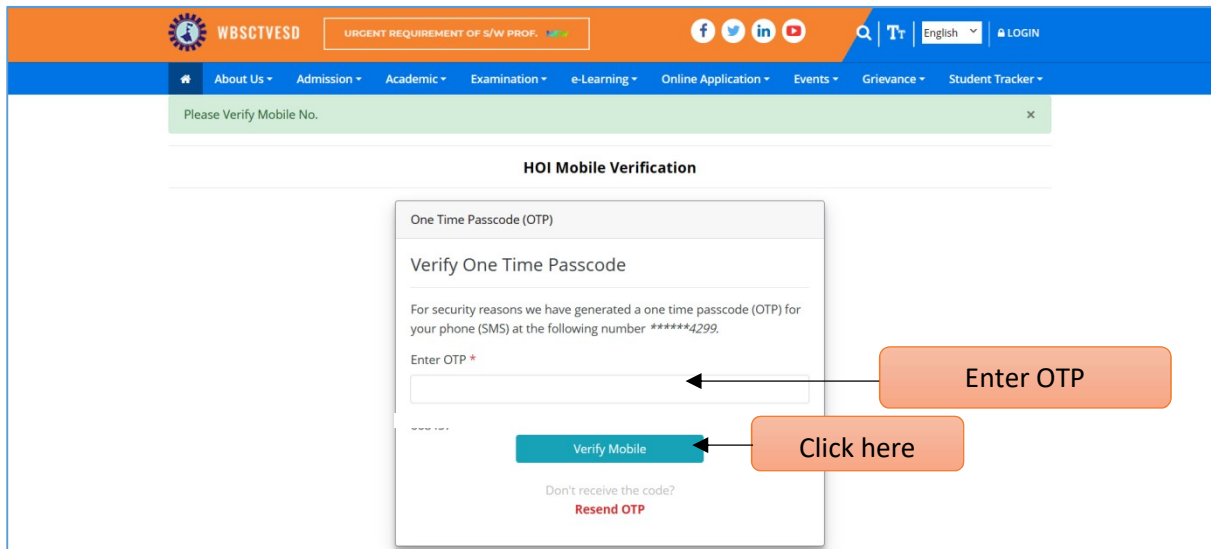 WBSCTVESD
URGENT REQUIREMENT OF S/W PROF.
English
LOGIN
About Us Admission Academic Examination e-Learning Online Application Events Grievance Student Tracker
Please Verify Mobile No. ×
HOI Mobile Verification
One Time Passcode (OTP)
Verify One Time Passcode
For security reasons we have generated a one time passcode (OTP) for
your phone (SMS) at the following number ******4299.
Enter OTP *
Enter OTP
Verify Mobile
Click here
Don't receive the code?
Resend OTP